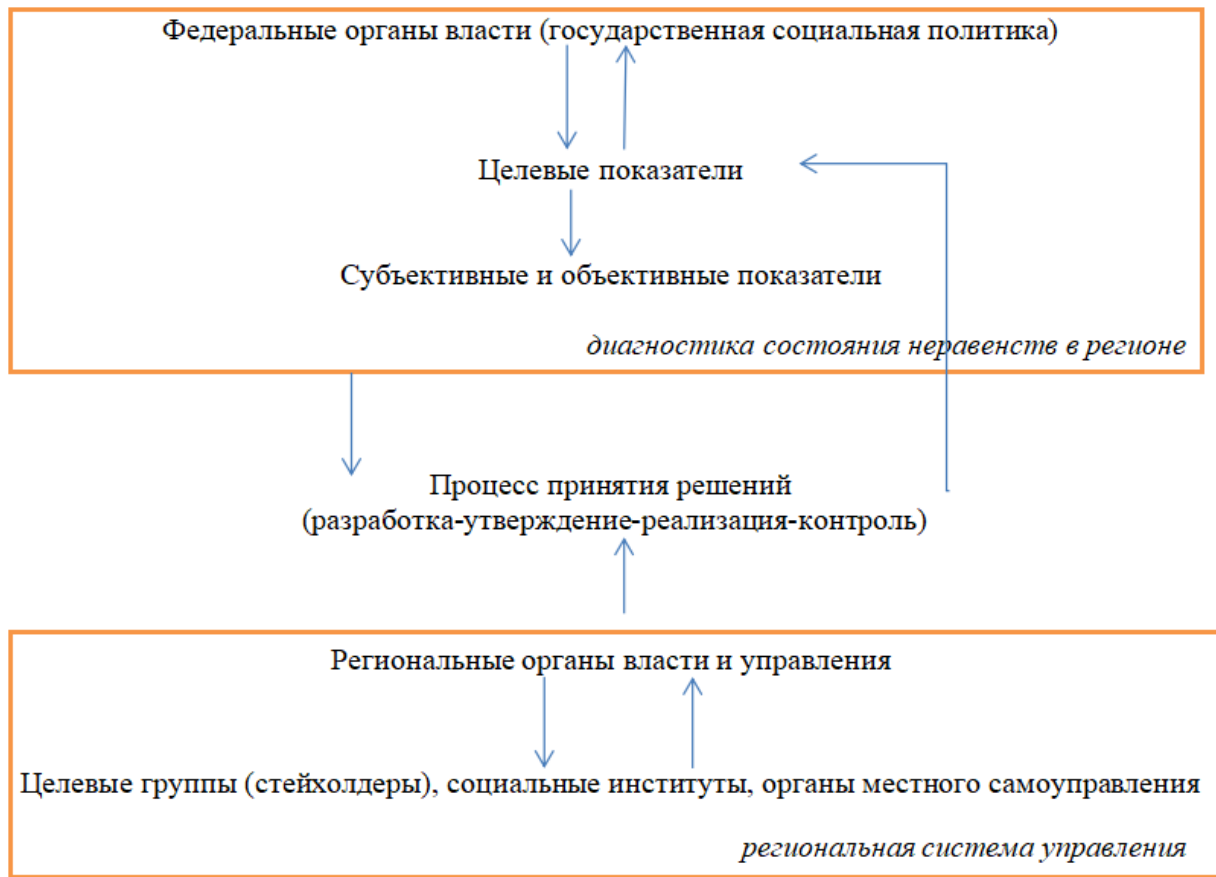 Федеральные органы власти (государственная социальная политика)
Целевые показатели
Субъективные и объективные показатели
диагностика состояния неравенств в регионе
Процесс принятия решений
(разработка-утверждение-реализация-контроль)
Региональные органы власти и управления
Целевые группы (стейхолдеры), социальные институты, органы местного самоуправления
региональная система управления